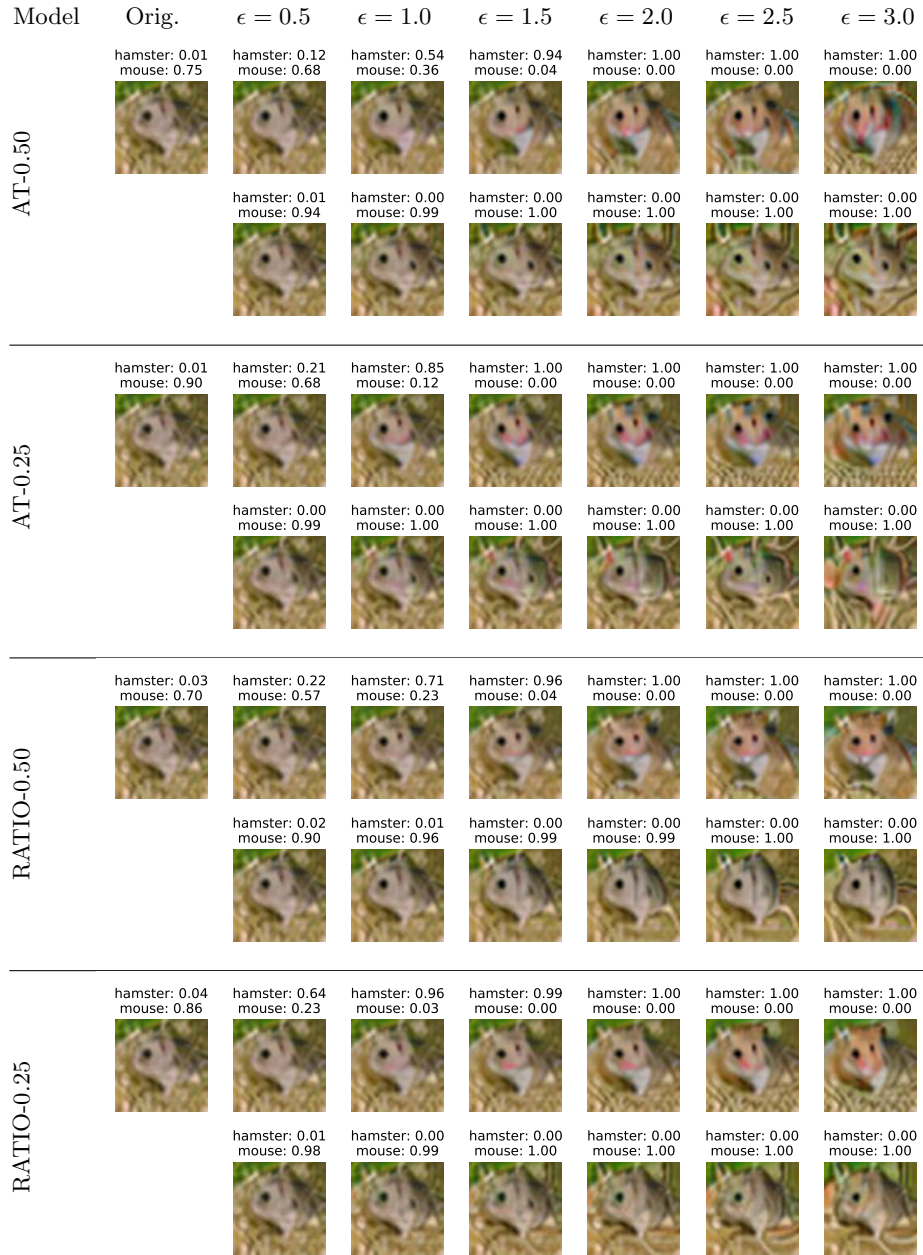 Model Orig. ϵ = 0.5 ϵ = 1.0 ϵ = 1.5 ϵ = 2.0 ϵ = 2.5 ϵ = 3.0
AT-0.50
hamster: 0.01 hamster: 0.12 hamster: 0.54 hamster: 0.94 hamster: 1.00 hamster: 1.00 hamster: 1.00
mouse: 0.75 mouse: 0.68 mouse: 0.36 mouse: 0.04 mouse: 0.00 mouse: 0.00 mouse: 0.00
hamster: 0.01 hamster: 0.00 hamster: 0.00 hamster: 0.00 hamster: 0.00 hamster: 0.00
mouse: 0.94 mouse: 0.99 mouse: 1.00 mouse: 1.00 mouse: 1.00 mouse: 1.00
AT-0.25
hamster: 0.01 hamster: 0.21 hamster: 0.85 hamster: 1.00 hamster: 1.00 hamster: 1.00 hamster: 1.00
mouse: 0.90 mouse: 0.68 mouse: 0.12 mouse: 0.00 mouse: 0.00 mouse: 0.00 mouse: 0.00
hamster: 0.00 hamster: 0.00 hamster: 0.00 hamster: 0.00 hamster: 0.00 hamster: 0.00
mouse: 0.99 mouse: 1.00 mouse: 1.00 mouse: 1.00 mouse: 1.00 mouse: 1.00
RATIO-0.50
hamster: 0.03 hamster: 0.22 hamster: 0.71 hamster: 0.96 hamster: 1.00 hamster: 1.00 hamster: 1.00
mouse: 0.70 mouse: 0.57 mouse: 0.23 mouse: 0.04 mouse: 0.00 mouse: 0.00 mouse: 0.00
hamster: 0.02 hamster: 0.01 hamster: 0.00 hamster: 0.00 hamster: 0.00 hamster: 0.00
mouse: 0.90 mouse: 0.96 mouse: 0.99 mouse: 0.99 mouse: 1.00 mouse: 1.00
RATIO-0.25
hamster: 0.04 hamster: 0.64 hamster: 0.96 hamster: 0.99 hamster: 1.00 hamster: 1.00 hamster: 1.00
mouse: 0.86 mouse: 0.23 mouse: 0.03 mouse: 0.00 mouse: 0.00 mouse: 0.00 mouse: 0.00
hamster: 0.01 hamster: 0.00 hamster: 0.00 hamster: 0.00 hamster: 0.00 hamster: 0.00
mouse: 0.98 mouse: 0.99 mouse: 1.00 mouse: 1.00 mouse: 1.00 mouse: 1.00